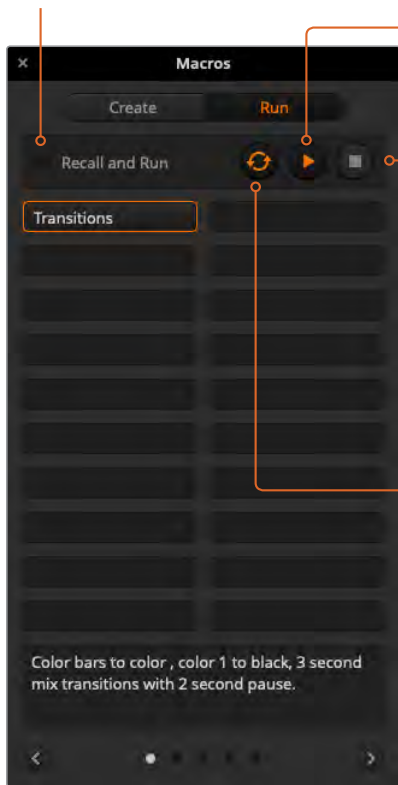 Macros
Create Run
Recall and Run
Transitions
Color bars to color , color 1 to black, 3 second
mix transitions with 2 second pause.